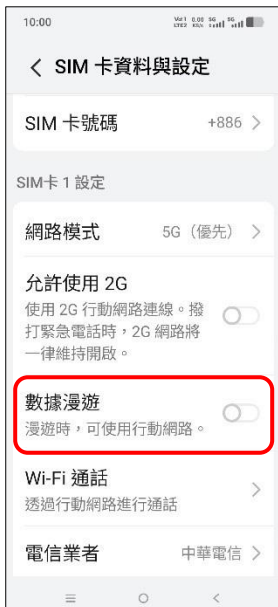 10:00
SIM 卡資料與設定
SIM 卡號碼 +886
SIM卡 1 設定
網路模式 5G（優先）
允許使用 2G
使用 2G 行動網路連線。撥
打緊急電話時，2G 網路將
一律維持開啟。
數據漫遊
漫遊時，可使用行動網路。
Wi-Fi 通話
透過行動網路進行通話
電信業者 中華電信